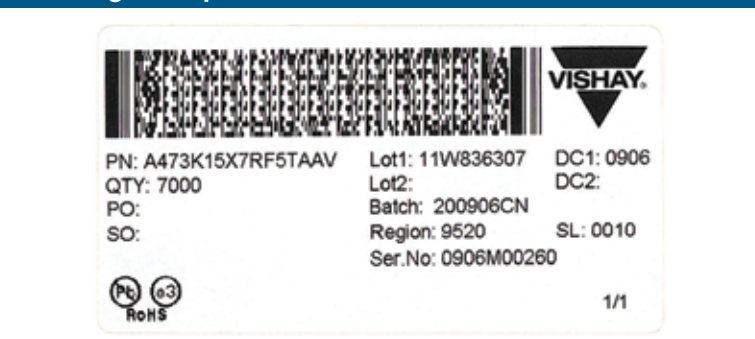 VISHAY.
PN: A473K15X7RF5TAAV
QTY: 7000
PO:
SO:
Lot1: 11W836307
Lot2:
Batch: 200906CN
Region: 9520
Ser.No: 0906M00260
DC1: 0906
DC2:
SL: 0010
Pb
e3
RoHS
1/1